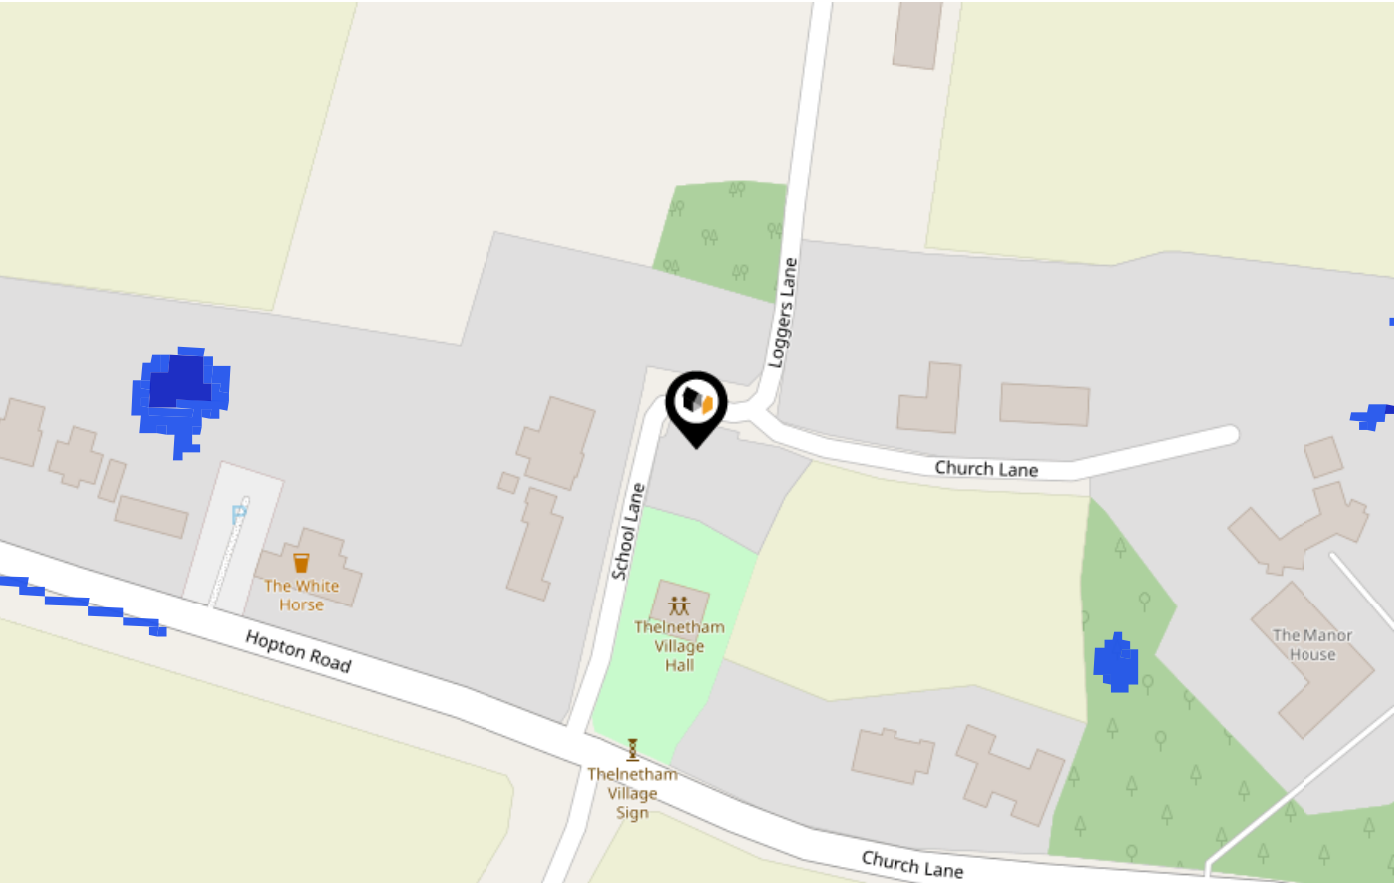 Loggers Lane
Church Lane
School Lane
P
The White
Horse
Thelnetham
Village
Hall
The Manor
House
Hopton Road
Thelnetham
Village
Sign
Church Lane